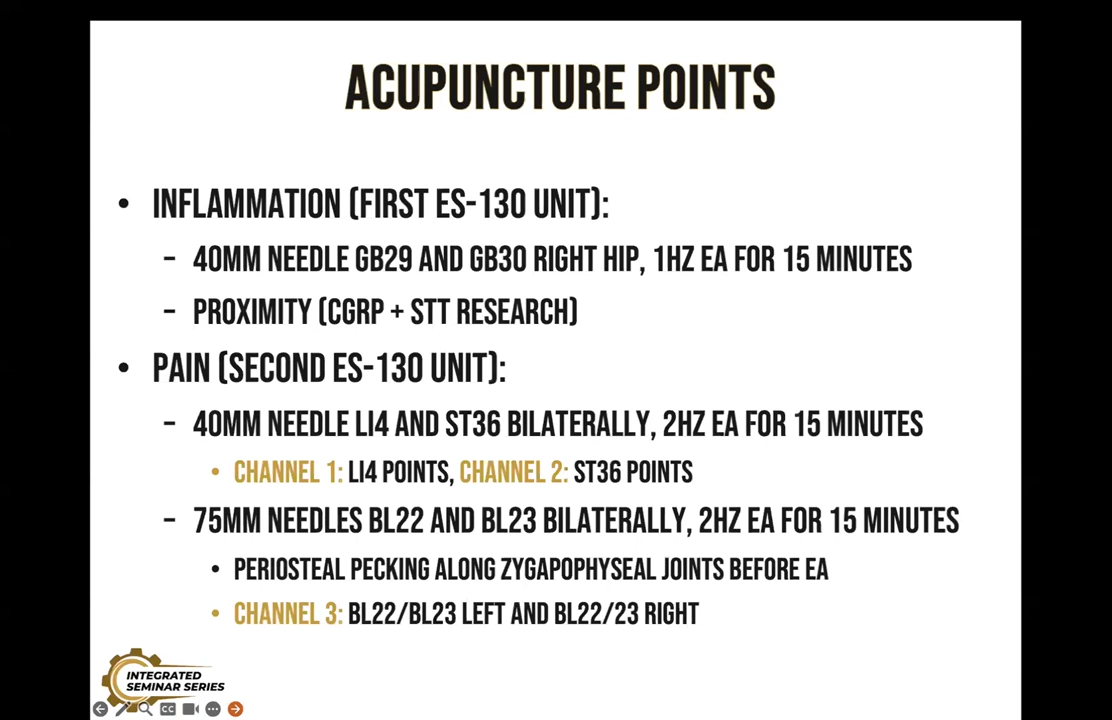 ACUPUNCTURE POINTS
• INFLAMMATION (FIRST ES-130 UNIT):
– 40MM NEEDLE GB29 AND GB30 RIGHT HIP, 1HZ EA FOR 15 MINUTES
– PROXIMITY (CGRP + STT RESEARCH)
• PAIN (SECOND ES-130 UNIT):
– 40MM NEEDLE LI4 AND ST36 BILATERALLY, 2HZ EA FOR 15 MINUTES
• CHANNEL 1: LI4 POINTS, CHANNEL 2: ST36 POINTS
– 75MM NEEDLES BL22 AND BL23 BILATERALLY, 2HZ EA FOR 15 MINUTES
• PERIOSTEAL PECKING ALONG ZYGAPOPHYSEAL JOINTS BEFORE EA
• CHANNEL 3: BL22/BL23 LEFT AND BL22/23 RIGHT
INTEGRATED
SEMINAR SERIES
CC